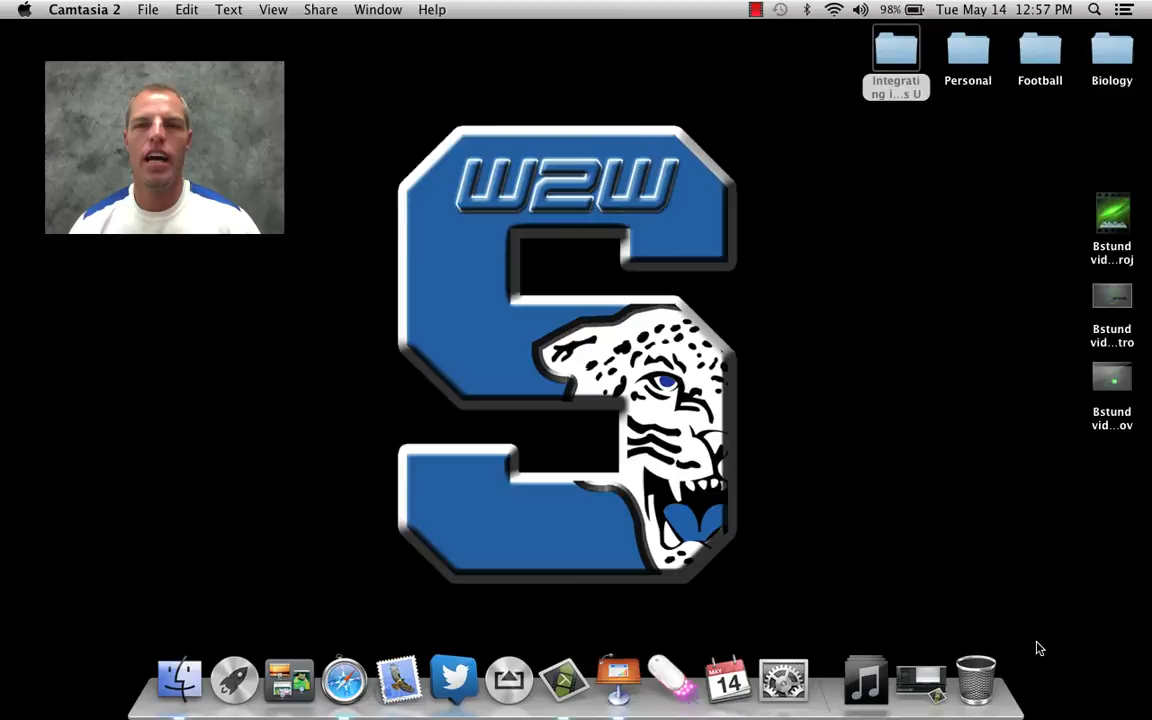 Camtasia 2 File Edit Text View Share Window Help 98% Tue May 14 12:57 PM
Integrati
ng i...s U
Personal
Football
Biology
W2W
S
Bstund
vid...roj
Bstund
vid...tro
Bstund
vid...ov
MAY
14